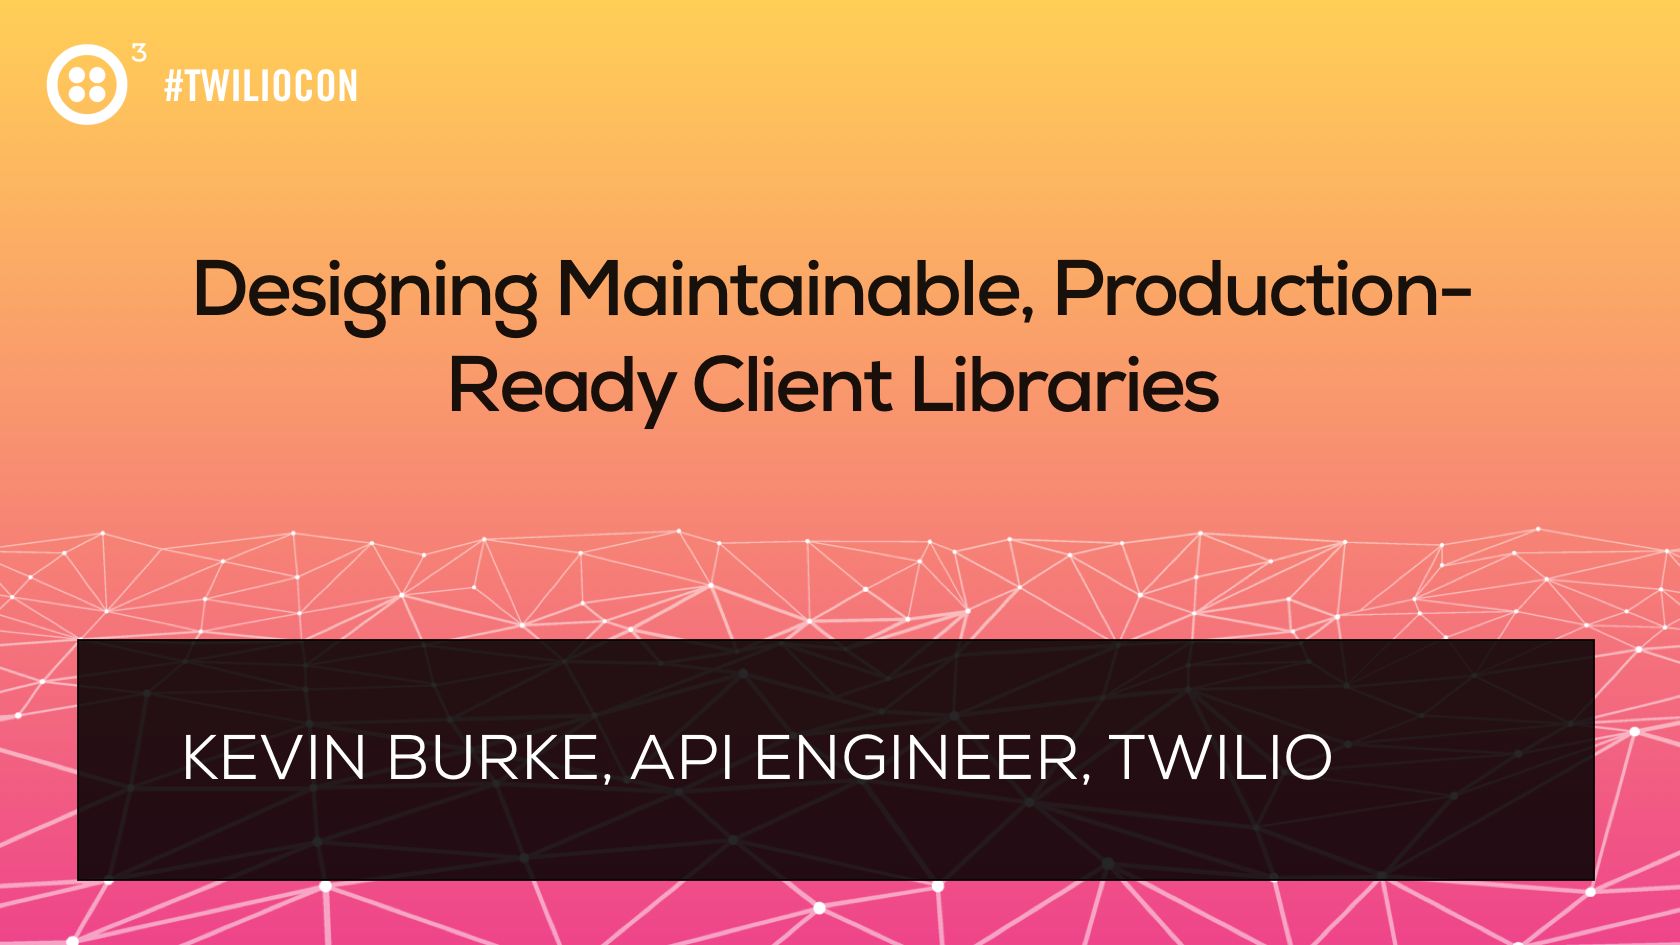 3
#TWILIOCON
Designing Maintainable, Production-
Ready Client Libraries
KEVIN BURKE, API ENGINEER, TWILIO